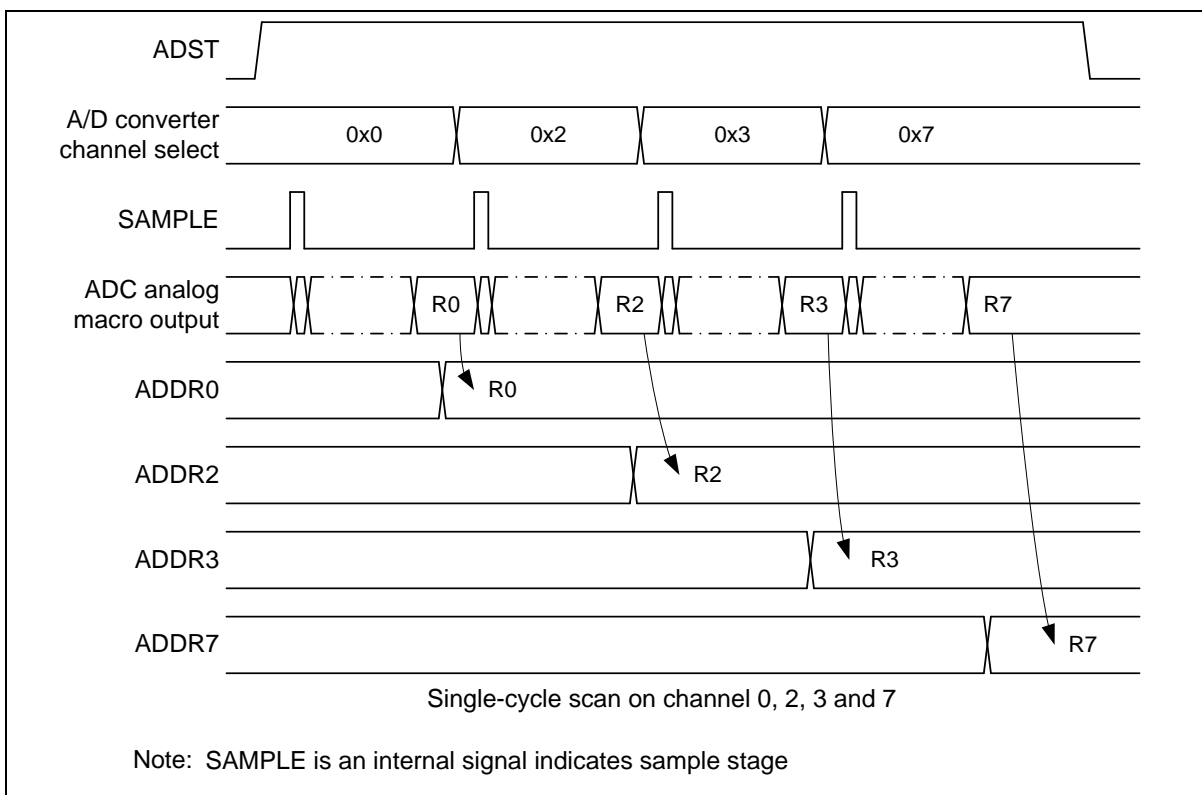 ADST
A/D converter
channel select
0x0
0x2
0x3
0x7
SAMPLE
ADC analog
macro output
R0
R2
R3
R7
ADDR0
R0
ADDR2
R2
ADDR3
R3
ADDR7
R7
Single-cycle scan on channel 0, 2, 3 and 7
Note: SAMPLE is an internal signal indicates sample stage